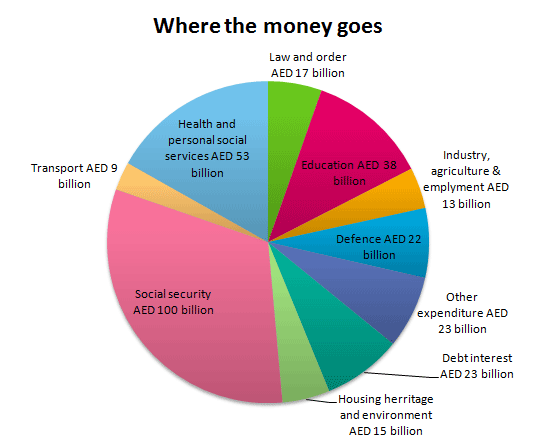 Where the money goes
Law and order
AED 17 billion
Education AED 38
billion
Industry,
agriculture &
emplyment AED
13 billion
Defence AED 22
billion
Other
expenditure AED
23 billion
Debt interest
AED 23 billion
Housing herritage
and environment
AED 15 billion
Social security
AED 100 billion
Transport AED 9
billion
Health and
personal social
services AED 53
billion